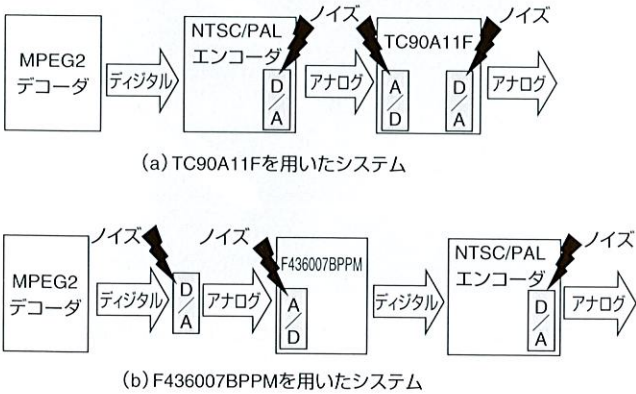 MPEG2
デコーダ
ディジタル
NTSC/PAL
エンコーダ
D/A
ノイズ
アナログ
TC90A11F
A/D
D/A
ノイズ
アナログ
(a) TC90A11Fを用いたシステム
MPEG2
デコーダ
ディジタル
ノイズ
D/A
アナログ
ノイズ
F436007BPPM
A/D
ディジタル
NTSC/PAL
エンコーダ
D/A
ノイズ
アナログ
(b) F436007BPPMを用いたシステム